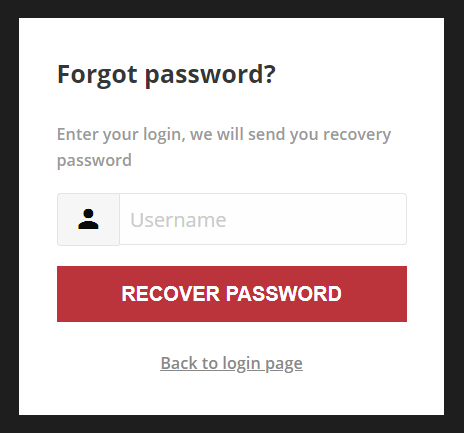 Forgot password?
Enter your login, we will send you recovery
password
Username
RECOVER PASSWORD
Back to login page